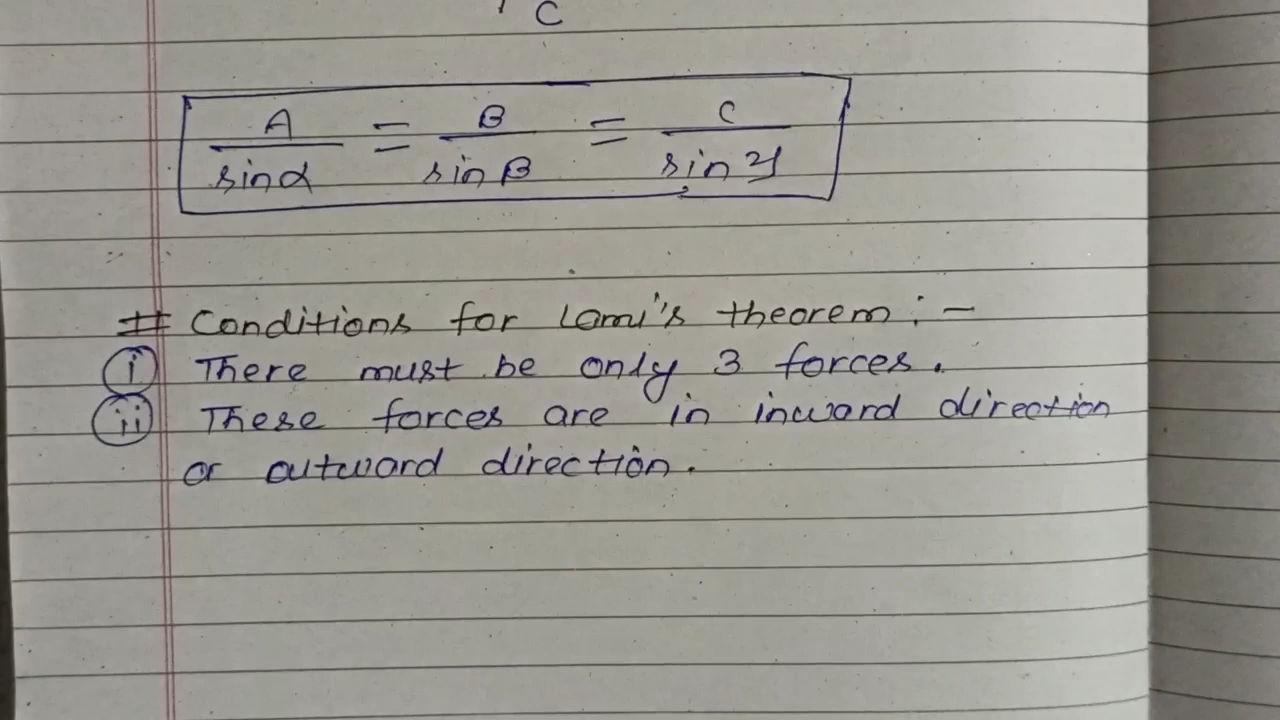 C
A/sinα = B/sinβ = C/sinγ
# Conditions for Lami's theorem :-
(i) There must be only 3 forces.
(ii) These forces are in inward direction
or outward direction.